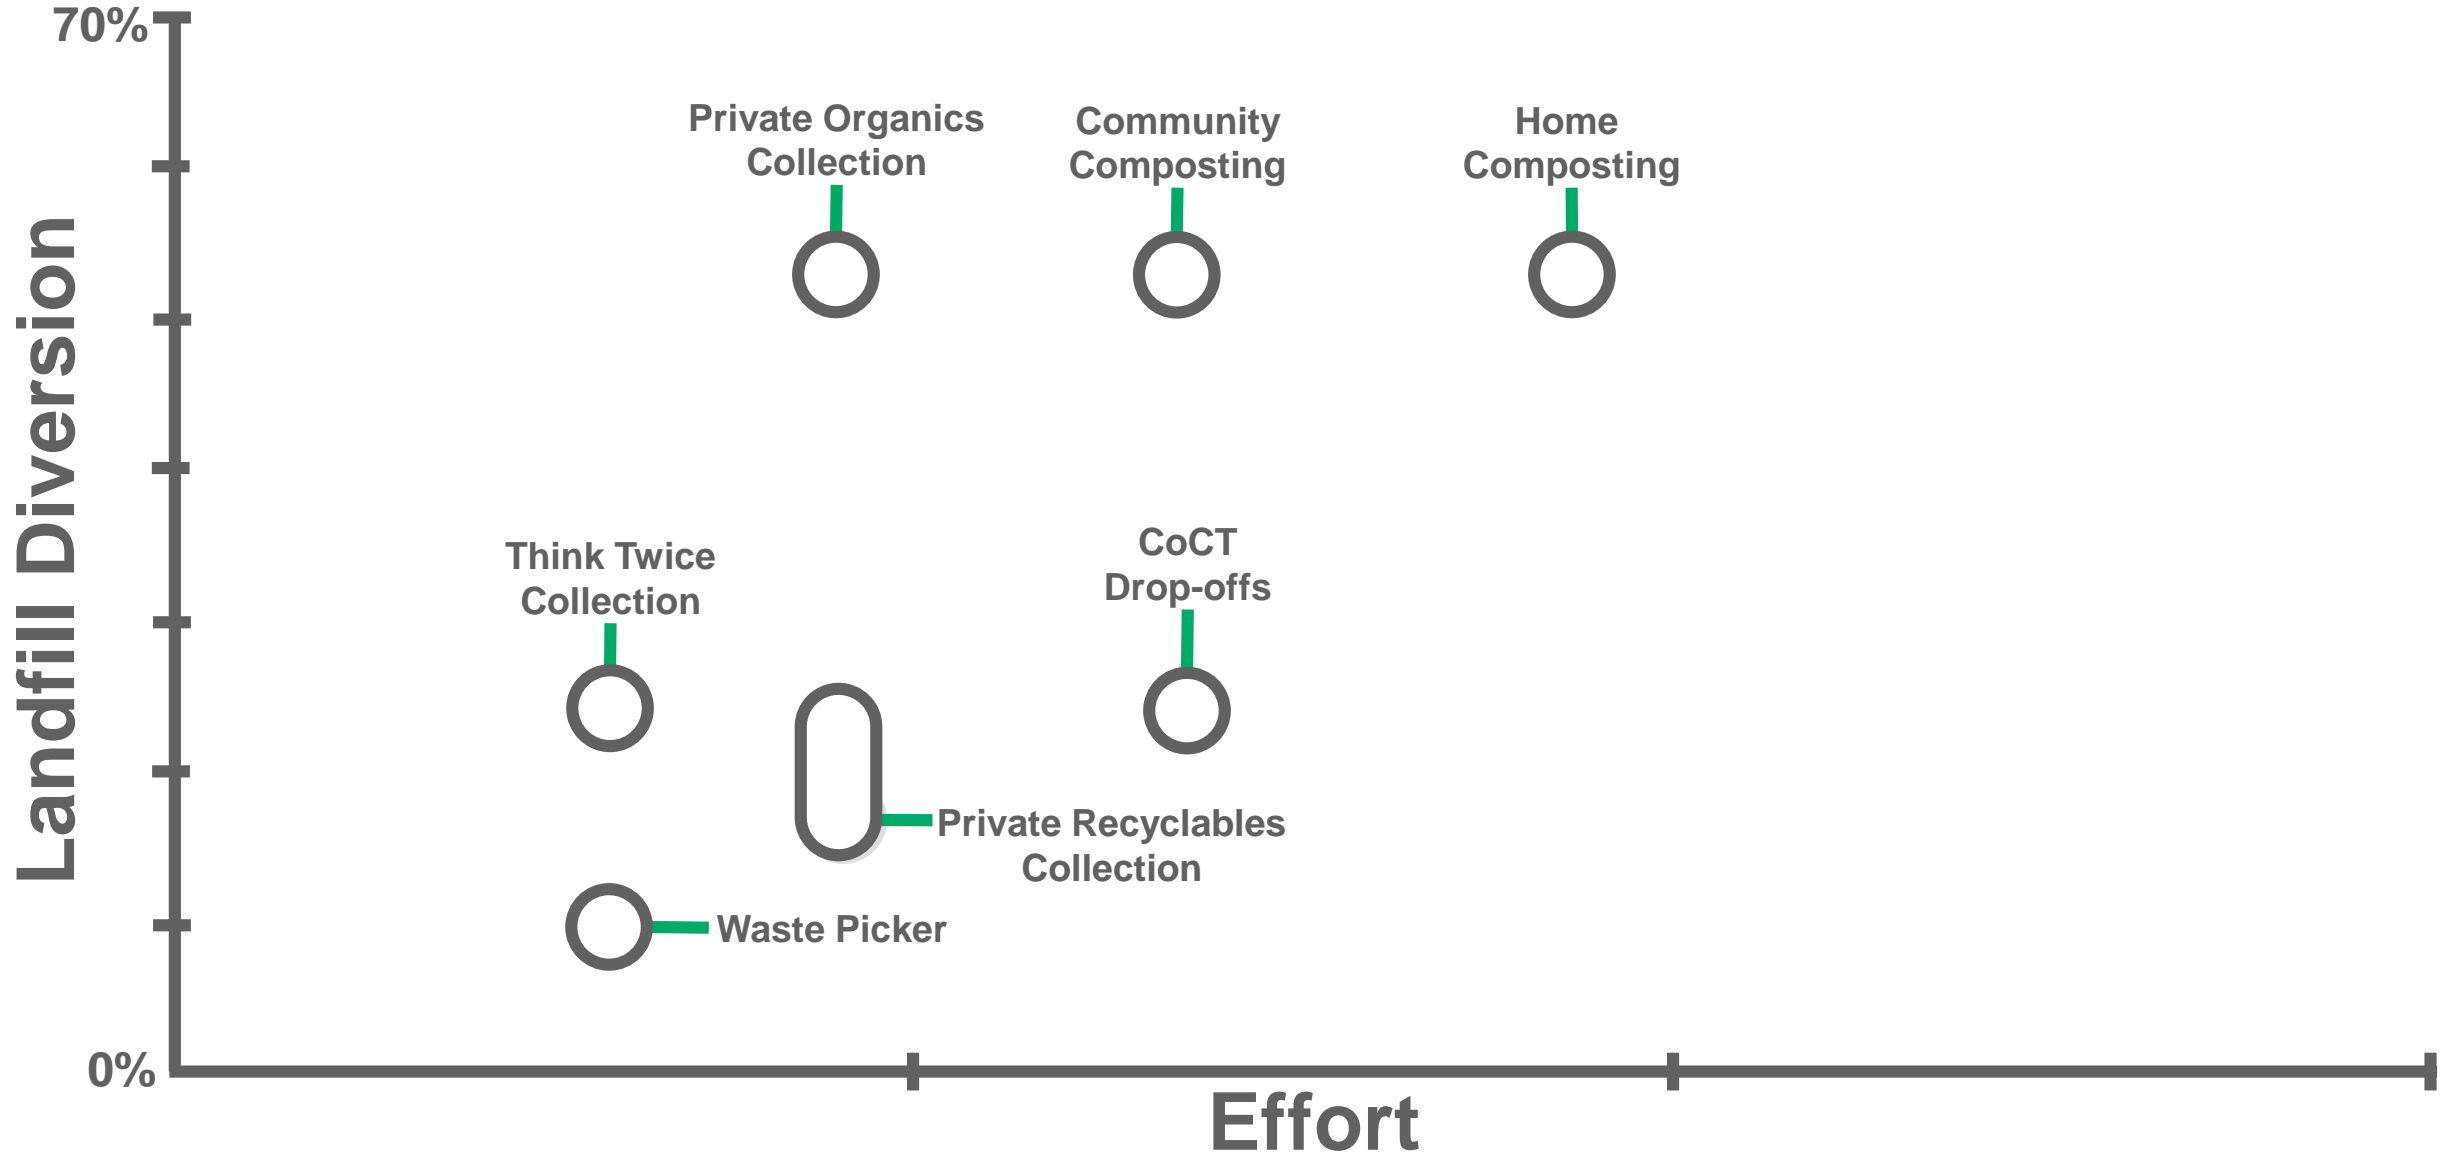 70%
Private Organics
Collection
Community
Composting
Home
Composting
Landfill Diversion
Think Twice
Collection
CoCT
Drop-offs
Private Recyclables
Collection
Waste Picker
0%
Effort